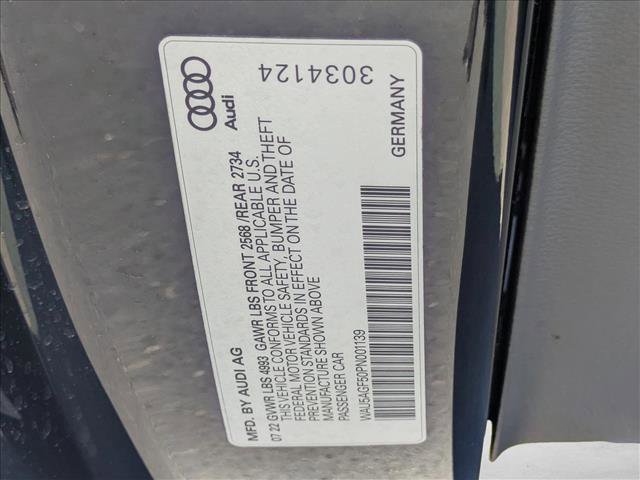 Audi
MFD. BY AUDI AG
07 22 GVWR LBS 4993 GAWR LBS FRONT 2568 /REAR 2734
THIS VEHICLE CONFORMS TO ALL APPLICABLE U.S.
FEDERAL MOTOR VEHICLE SAFETY, BUMPER AND THEFT
PREVENTION STANDARDS IN EFFECT ON THE DATE OF
MANUFACTURE SHOWN ABOVE
PASSENGER CAR
WAU5AGF50PN001139
GERMANY
3034124